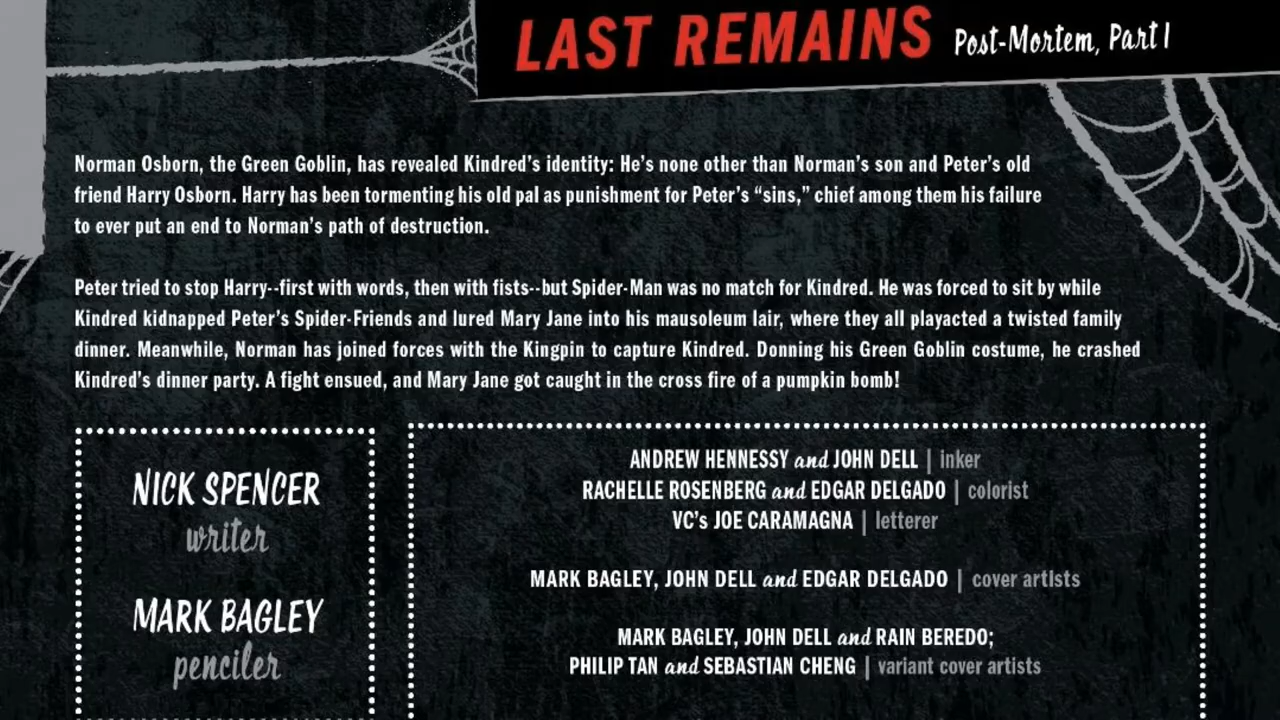 LAST REMAINS Post-Mortem, Part 1
Norman Osborn, the Green Goblin, has revealed Kindred's identity: He's none other than Norman's son and Peter's old
friend Harry Osborn. Harry has been tormenting his old pal as punishment for Peter's “sins,” chief among them his failure
to ever put an end to Norman's path of destruction.
Peter tried to stop Harry--first with words, then with fists--but Spider-Man was no match for Kindred. He was forced to sit by while
Kindred kidnapped Peter's Spider-Friends and lured Mary Jane into his mausoleum lair, where they all playacted a twisted family
dinner. Meanwhile, Norman has joined forces with the Kingpin to capture Kindred. Donning his Green Goblin costume, he crashed
Kindred's dinner party. A fight ensued, and Mary Jane got caught in the cross fire of a pumpkin bomb!
NICK SPENCER
writer
MARK BAGLEY
penciler
ANDREW HENNESSY and JOHN DELL | inker
RACHELLE ROSENBERG and EDGAR DELGADO | colorist
VC's JOE CARAMAGNA | letterer
MARK BAGLEY, JOHN DELL and EDGAR DELGADO | cover artists
MARK BAGLEY, JOHN DELL and RAIN BEREDO;
PHILIP TAN and SEBASTIAN CHENG | variant cover artists